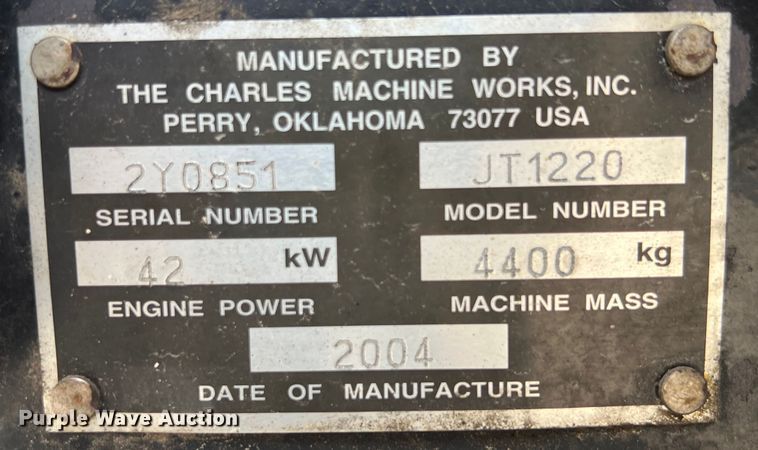 MANUFACTURED BY
THE CHARLES MACHINE WORKS, INC.
PERRY, OKLAHOMA 73077 USA
2Y0851 JT1220
SERIAL NUMBER MODEL NUMBER
42 kW 4400 kg
ENGINE POWER MACHINE MASS
2004
DATE OF MANUFACTURE
Purple Wave Auction